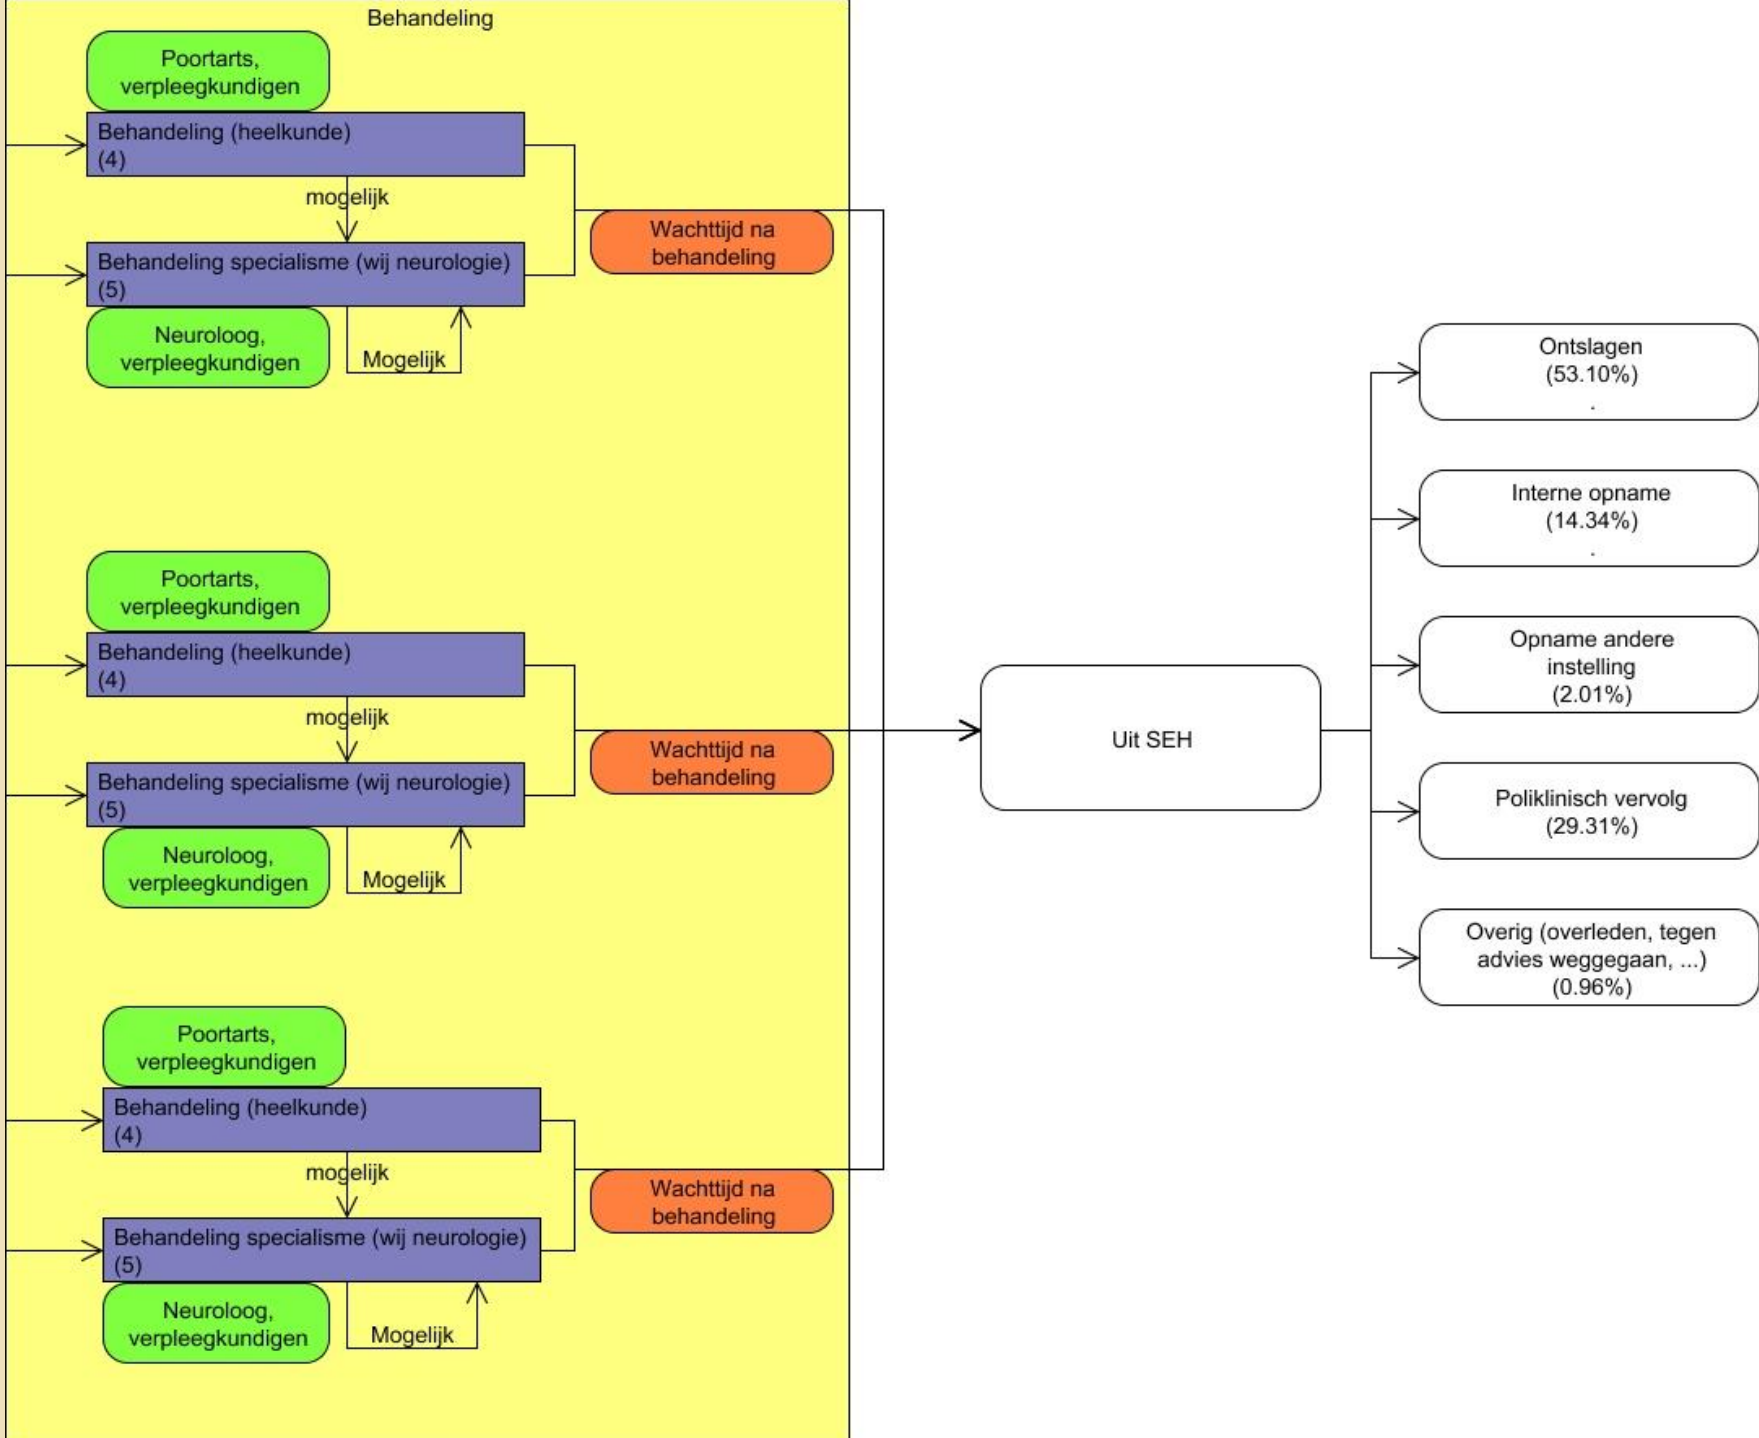 Behandeling
Poortarts,
verpleegkundigen
Behandeling (heelkunde)
(4)
mogelijk
Behandeling specialisme (wij neurologie)
(5)
Neuroloog,
verpleegkundigen
Mogelijk
Wachttijd na
behandeling
Poortarts,
verpleegkundigen
Behandeling (heelkunde)
(4)
mogelijk
Behandeling specialisme (wij neurologie)
(5)
Neuroloog,
verpleegkundigen
Mogelijk
Wachttijd na
behandeling
Poortarts,
verpleegkundigen
Behandeling (heelkunde)
(4)
mogelijk
Behandeling specialisme (wij neurologie)
(5)
Neuroloog,
verpleegkundigen
Mogelijk
Wachttijd na
behandeling
Uit SEH
Ontslagen
(53.10%)
.
Interne opname
(14.34%)
.
Opname andere
instelling
(2.01%)
Poliklinisch vervolg
(29.31%)
Overig (overleden, tegen
advies weggegaan, ...)
(0.96%)